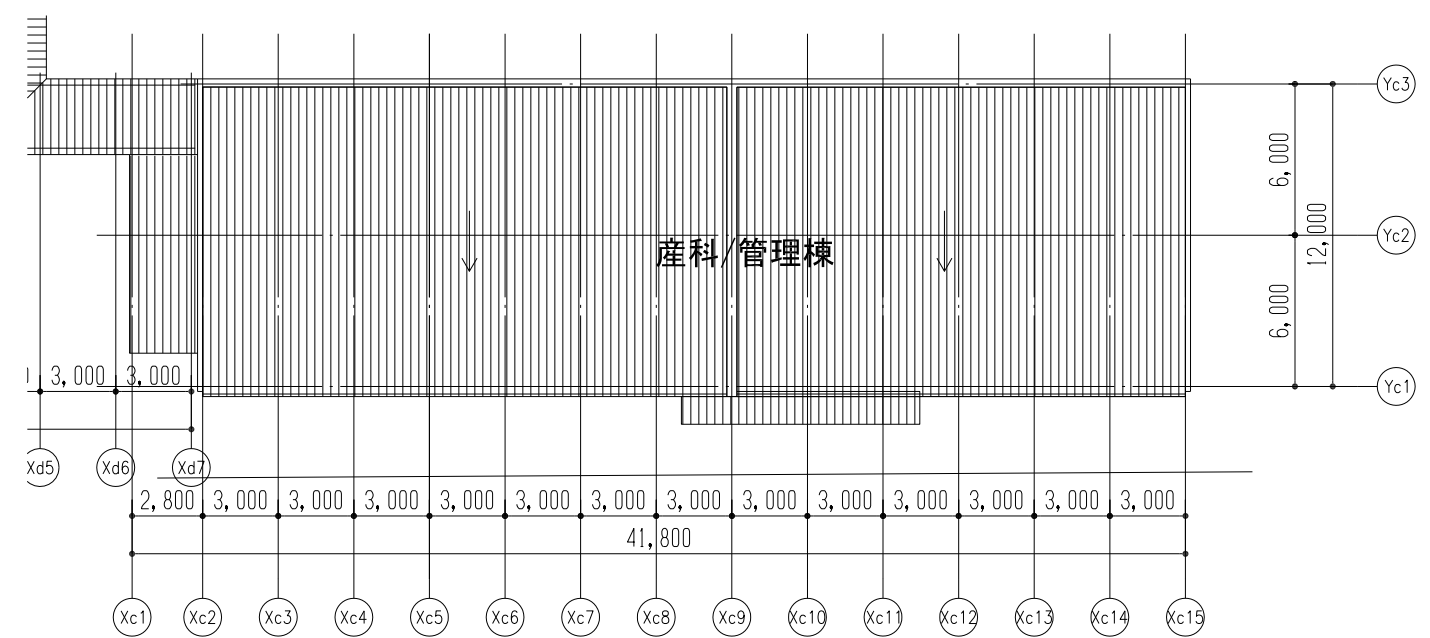 Yc3
6,000
12,000
Yc2
産科/管理棟
6,000
3,000 3,000
Yc1
Xd5 Xd6 Xd7
2,800 3,000 3,000 3,000 3,000 3,000 3,000 3,000 3,000 3,000 3,000 3,000 3,000 3,000
41,800
Xc1 Xc2 Xc3 Xc4 Xc5 Xc6 Xc7 Xc8 Xc9 Xc10 Xc11 Xc12 Xc13 Xc14 Xc15